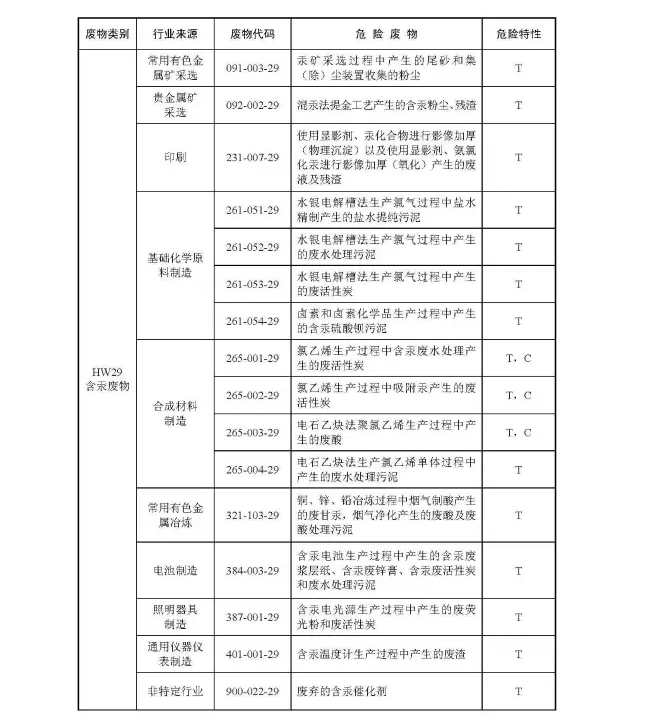 废物类别 行业来源 废物代码 危险废物 危险特性
HW29
含汞废物
常用有色金
属矿采选
091-003-29
汞矿采选过程中产生的尾砂和集
（除）尘装置收集的粉尘
T
贵金属矿
采选
092-002-29
混汞法提金工艺产生的含汞粉尘、残渣
T
印刷
231-007-29
使用显影剂、汞化合物进行影像加厚
（物理沉淀）以及使用显影剂、氨氯
化汞进行影像加厚（氧化）产生的废
液及残渣
T
基础化学原
料制造
261-051-29
水银电解槽法生产氯气过程中盐水
精制产生的盐水提纯污泥
T
261-052-29
水银电解槽法生产氯气过程中产生
的废水处理污泥
T
261-053-29
水银电解槽法生产氯气过程中产生
的废活性炭
T
261-054-29
卤素和卤素化学品生产过程中产生
的含汞硫酸钡污泥
T
合成材料
制造
265-001-29
氯乙烯生产过程中含汞废水处理产
生的废活性炭
T，C
265-002-29
氯乙烯生产过程中吸附汞产生的废
活性炭
T，C
265-003-29
电石乙炔法聚氯乙烯生产过程中产
生的废酸
T，C
265-004-29
电石乙炔法生产氯乙烯单体过程中
产生的废水处理污泥
T
常用有色金
属冶炼
321-103-29
铜、锌、铅冶炼过程中烟气制酸产生
的废甘汞，烟气净化产生的废酸及废
酸处理污泥
T
电池制造
384-003-29
含汞电池生产过程中产生的含汞废
浆层纸、含汞废锌膏、含汞废活性炭
和废水处理污泥
T
照明器具
制造
387-001-29
含汞电光源生产过程中产生的废荧
光粉和废活性炭
T
通用仪器仪
表制造
401-001-29
含汞温度计生产过程中产生的废渣
T
非特定行业
900-022-29
废弃的含汞催化剂
T